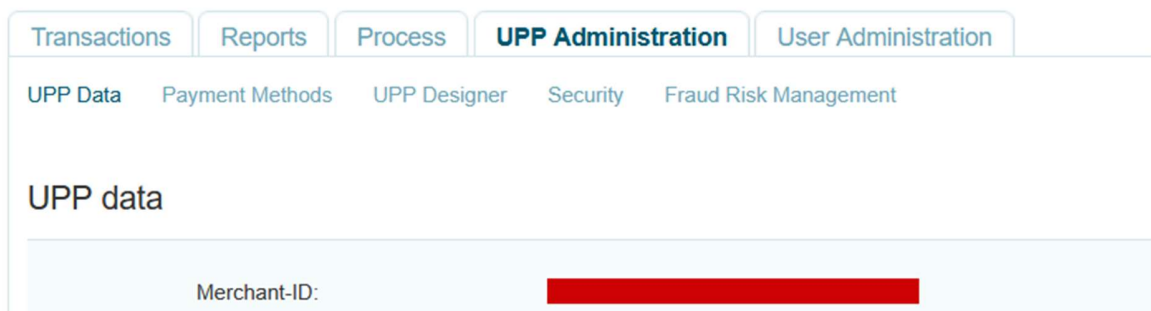 Transactions Reports Process UPP Administration User Administration
UPP Data Payment Methods UPP Designer Security Fraud Risk Management
UPP data
Merchant-ID: